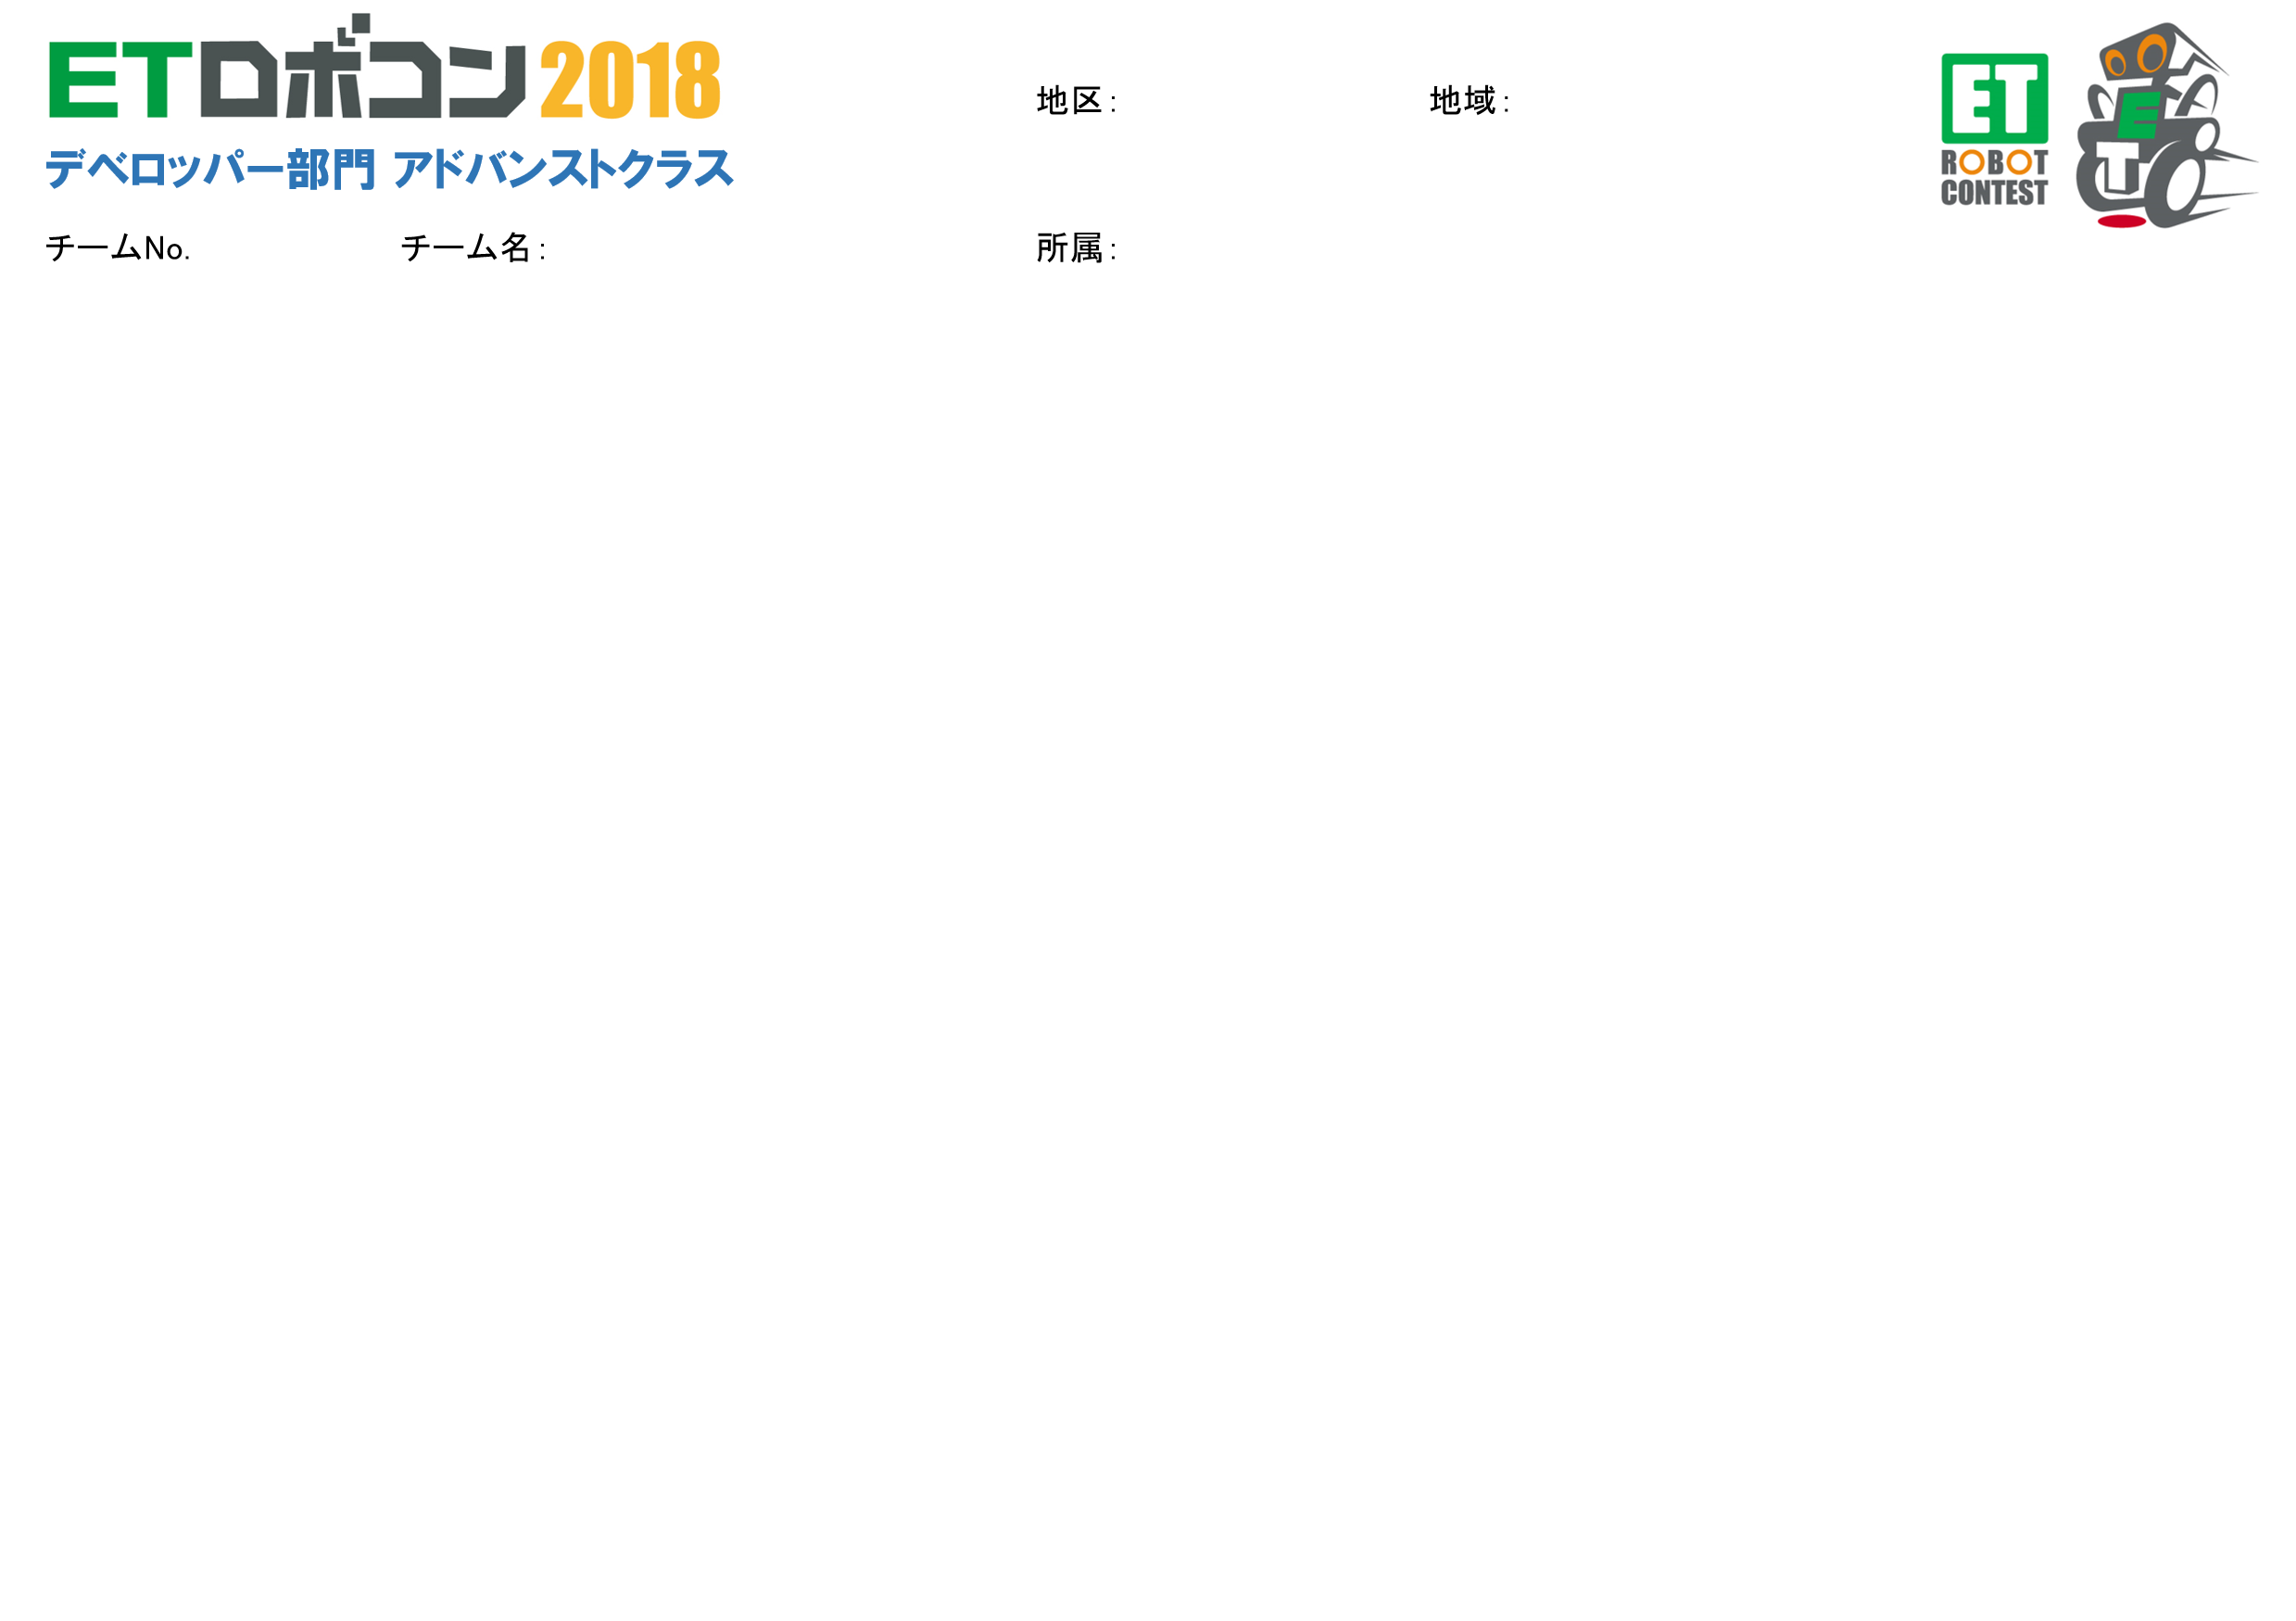 ETロボコン2018
地区: 地域:
デベロッパー部門 アドバンストクラス
チームNo. チーム名: 所属:
ET
ROBOT
CONTEST
E
T